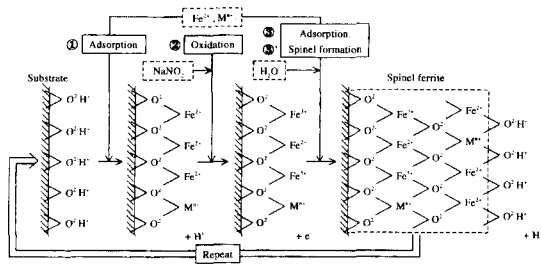 Fe²⁺, Mⁿ⁺
① Adsorption
② Oxidation
③ Adsorption
③' Spinel formation
NaNO₂
H₂O
Substrate
Spinel ferrise
O²⁻ H⁺
O²⁻ H⁺
O²⁻ H⁺
O²⁻ H⁺
O²⁻ H⁺
O²⁻
O²⁻
O²⁻
O²⁻
O²⁻
Fe²⁺
Fe²⁺
Fe²⁺
Mⁿ⁺
+ H⁺
O²⁻
O²⁻
O²⁻
O²⁻
O²⁻
Fe³⁺
Fe²⁺
Fe³⁺
Mⁿ⁺
+ e⁻
O²⁻
O²⁻
O²⁻
O²⁻
O²⁻
Fe³⁺
Fe²⁺
Fe³⁺
Mⁿ⁺
O²⁻
O²⁻
O²⁻
O²⁻
Fe²⁺
Mⁿ⁺
Fe²⁺
Fe²⁺
O²⁻ H⁺
O²⁻ H⁺
O²⁻ H⁺
O²⁻ H⁺
+ H
Repeat